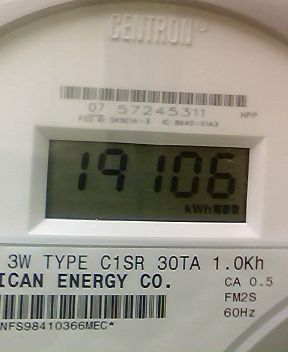 CENTRON®
07 57245311 HPP
19106
kWh
3W TYPE C1SR 30TA 1.0Kh
ICAN ENERGY CO. CA 0.5
FM2S
NFS98410366MEC* 60Hz